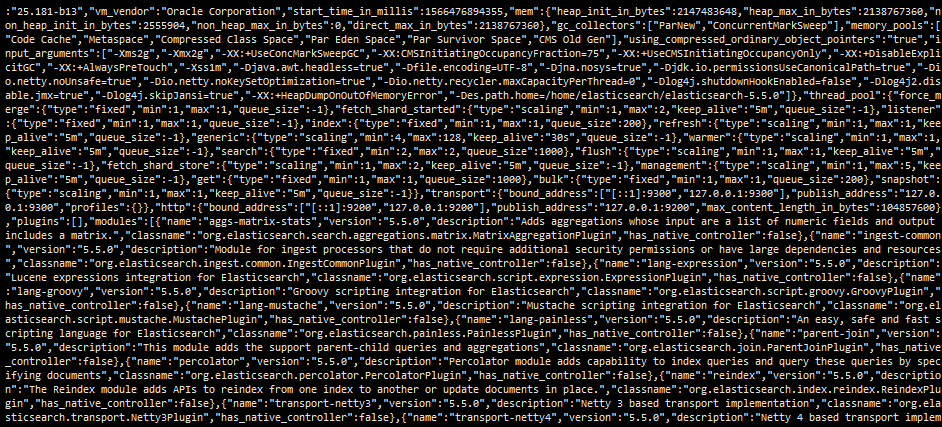 :"25.181-b13","vm_vendor":"Oracle Corporation","start_time_in_millis":1566476894355,"mem":{"heap_init_in_bytes":2147483648,"heap_max_in_bytes":2138767360,"n
on_heap_init_in_bytes":2555904,"non_heap_max_in_bytes":0,"direct_max_in_bytes":2138767360},"gc_collectors":["ParNew","ConcurrentMarkSweep"],"memory_pools":[
"Code Cache","Metaspace","Compressed Class Space","Par Eden Space","Par Survivor Space","CMS Old Gen"],"using_compressed_ordinary_object_pointers":"true","i
nput_arguments":["-Xms2g","-Xmx2g","-XX:+UseConcMarkSweepGC","-XX:CMSInitiatingOccupancyFraction=75","-XX:+UseCMSInitiatingOccupancyOnly","-XX:+DisableExpli
citGC","-XX:+AlwaysPreTouch","-Xss1m","-Djava.awt.headless=true","-Dfile.encoding=UTF-8","-Djna.nosys=true","-Djdk.io.permissionsUseCanonicalPath=true","-Di
o.netty.noUnsafe=true","-Dio.netty.noKeySetOptimization=true","-Dio.netty.recycler.maxCapacityPerThread=0","-Dlog4j.shutdownHookEnabled=false","-Dlog4j2.dis
able.jmx=true","-Dlog4j.skipJansi=true","-XX:+HeapDumpOnOutOfMemoryError","-Des.path.home=/home/elasticsearch/elasticsearch-5.5.0"]},"thread_pool":{"force_m
erge":{"type":"fixed","min":1,"max":1,"queue_size":-1},"fetch_shard_started":{"type":"scaling","min":1,"max":2,"keep_alive":"5m","queue_size":-1},"listener"
:{"type":"fixed","min":1,"max":1,"queue_size":-1},"index":{"type":"fixed","min":1,"max":1,"queue_size":200},"refresh":{"type":"scaling","min":1,"max":1,"kee
p_alive":"5m","queue_size":-1},"generic":{"type":"scaling","min":4,"max":128,"keep_alive":"30s","queue_size":-1},"warmer":{"type":"scaling","min":1,"max":1,
"keep_alive":"5m","queue_size":-1},"search":{"type":"fixed","min":2,"max":2,"queue_size":1000},"flush":{"type":"scaling","min":1,"max":1,"keep_alive":"5m","
queue_size":-1},"fetch_shard_store":{"type":"scaling","min":1,"max":2,"keep_alive":"5m","queue_size":-1},"management":{"type":"scaling","min":1,"max":5,"kee
p_alive":"5m","queue_size":-1},"get":{"type":"fixed","min":1,"max":1,"queue_size":1000},"bulk":{"type":"fixed","min":1,"max":1,"queue_size":200},"snapshot":
{"type":"scaling","min":1,"max":1,"keep_alive":"5m","queue_size":-1}},"transport":{"bound_address":["[::1]:9300","127.0.0.1:9300"],"publish_address":"127.0.
0.1:9300","profiles":{}},"http":{"bound_address":["[::1]:9200","127.0.0.1:9200"],"publish_address":"127.0.0.1:9200","max_content_length_in_bytes":104857600}
,"plugins":[],"modules":[{"name":"aggs-matrix-stats","version":"5.5.0","description":"Adds aggregations whose input are a list of numeric fields and output
includes a matrix.","classname":"org.elasticsearch.search.aggregations.matrix.MatrixAggregationPlugin","has_native_controller":false},{"name":"ingest-common
","version":"5.5.0","description":"Module for ingest processors that do not require additional security permissions or have large dependencies and resources
","classname":"org.elasticsearch.ingest.common.IngestCommonPlugin","has_native_controller":false},{"name":"lang-expression","version":"5.5.0","description":
"Lucene expression integration for Elasticsearch","classname":"org.elasticsearch.script.expression.ExpressionPlugin","has_native_controller":false},{"name":
"lang-groovy","version":"5.5.0","description":"Groovy scripting integration for Elasticsearch","classname":"org.elasticsearch.script.groovy.GroovyPlugin","
has_native_controller":false},{"name":"lang-mustache","version":"5.5.0","description":"Mustache scripting integration for Elasticsearch","classname":"org.el
asticsearch.script.mustache.MustachePlugin","has_native_controller":false},{"name":"lang-painless","version":"5.5.0","description":"An easy, safe and fast s
cripting language for Elasticsearch","classname":"org.elasticsearch.painless.PainlessPlugin","has_native_controller":false},{"name":"parent-join","version":
"5.5.0","description":"This module adds the support parent-child queries and aggregations","classname":"org.elasticsearch.join.ParentJoinPlugin","has_native
_controller":false},{"name":"percolator","version":"5.5.0","description":"Percolator module adds capability to index queries and query these queries by spec
ifying documents","classname":"org.elasticsearch.percolator.PercolatorPlugin","has_native_controller":false},{"name":"reindex","version":"5.5.0","descriptio
n":"The Reindex module adds APIs to reindex from one index to another or update documents in place.","classname":"org.elasticsearch.index.reindex.ReindexPlu
gin","has_native_controller":false},{"name":"transport-netty3","version":"5.5.0","description":"Netty 3 based transport implementation","classname":"org.ela
sticsearch.transport.Netty3Plugin","has_native_controller":false},{"name":"transport-netty4","version":"5.5.0","description":"Netty 4 based transport implem